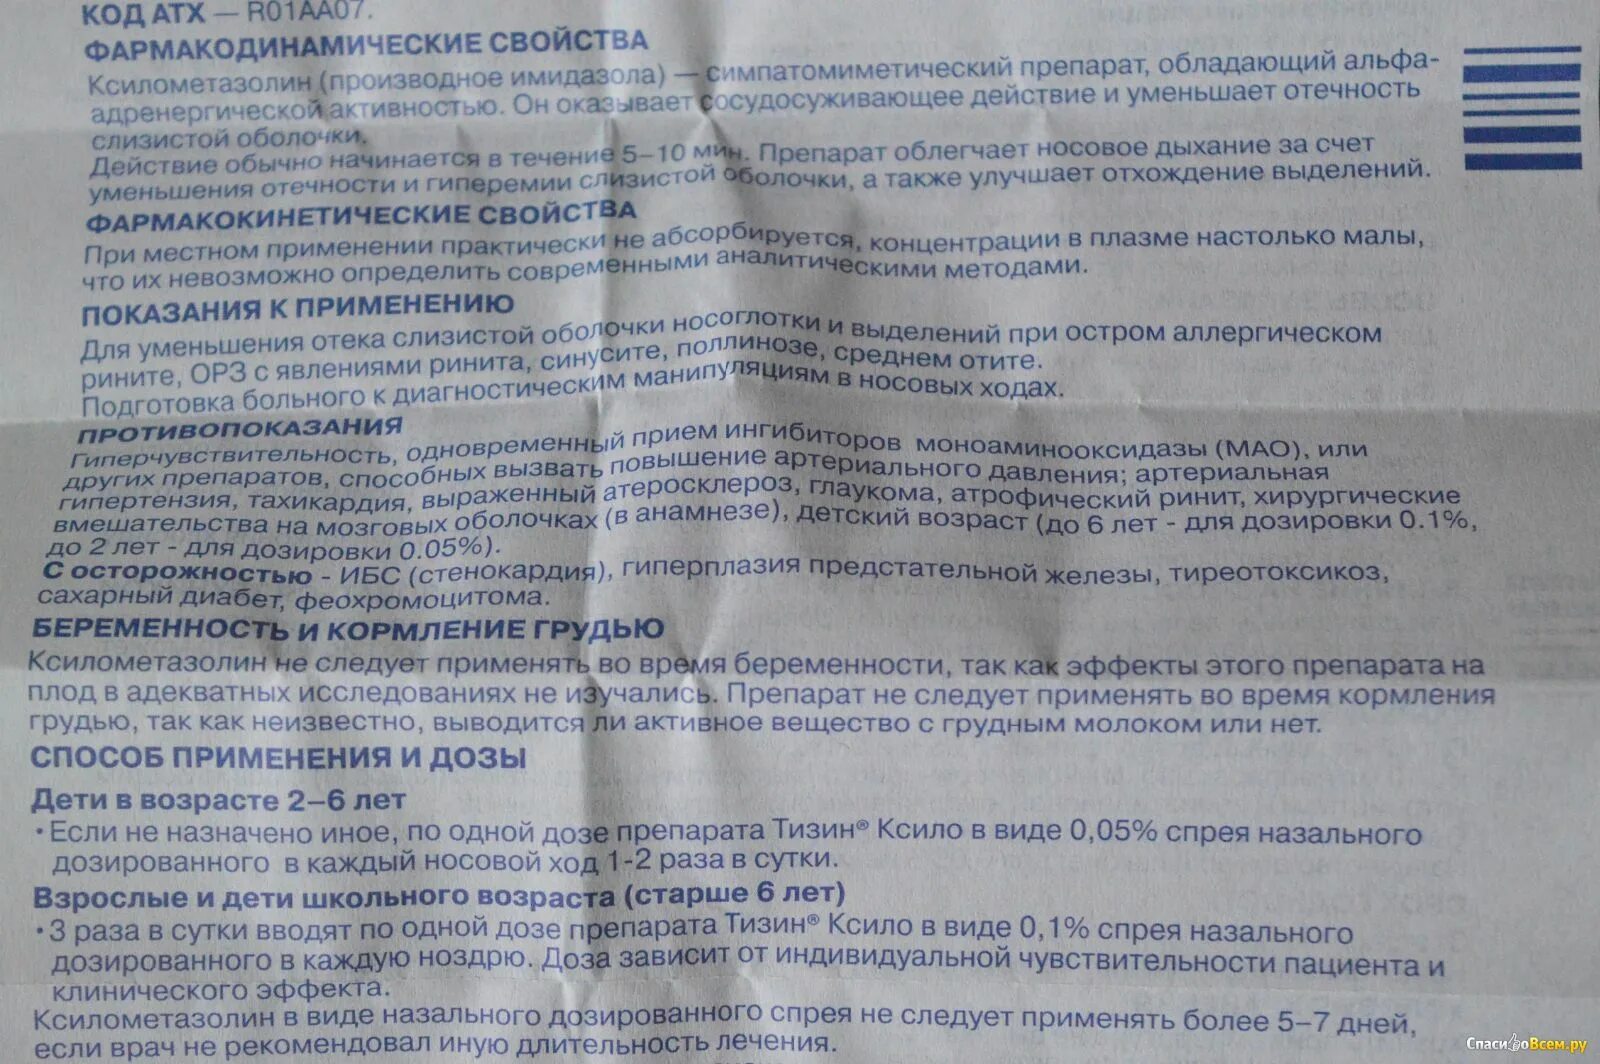 КОД АТХ — R01AA07.
ФАРМАКОДИНАМИЧЕСКИЕ СВОЙСТВА
Ксилометазолин (производное имидазола) — симпатомиметический препарат, обладающий альфа-
адренергической активностью. Он оказывает сосудосуживающее действие и уменьшает отечность
слизистой оболочки.
Действие обычно начинается в течение 5–10 мин. Препарат облегчает носовое дыхание за счет
уменьшения отечности и гиперемии слизистой оболочки, а также улучшает отхождение выделений.
ФАРМАКОКИНЕТИЧЕСКИЕ СВОЙСТВА
При местном применении практически не абсорбируется, концентрации в плазме настолько малы,
что их невозможно определить современными аналитическими методами.
ПОКАЗАНИЯ К ПРИМЕНЕНИЮ
Для уменьшения отека слизистой оболочки носоглотки и выделений при остром аллергическом
рините, ОРЗ с явлениями ринита, синусите, поллинозе, среднем отите.
Подготовка больного к диагностическим манипуляциям в носовых ходах.
ПРОТИВОПОКАЗАНИЯ
Гиперчувствительность, одновременный прием ингибиторов моноаминооксидазы (МАО), или
других препаратов, способных вызвать повышение артериального давления; артериальная
гипертензия, тахикардия, выраженный атеросклероз, глаукома, атрофический ринит, хирургические
вмешательства на мозговых оболочках (в анамнезе), детский возраст (до 6 лет - для дозировки 0.1%,
до 2 лет - для дозировки 0.05%).
С осторожностью - ИБС (стенокардия), гиперплазия предстательной железы, тиреотоксикоз,
сахарный диабет, феохромоцитома.
БЕРЕМЕННОСТЬ И КОРМЛЕНИЕ ГРУДЬЮ
Ксилометазолин не следует применять во время беременности, так как эффекты этого препарата на
плод в адекватных исследованиях не изучались. Препарат не следует применять во время кормления
грудью, так как неизвестно, выводится ли активное вещество с грудным молоком или нет.
СПОСОБ ПРИМЕНЕНИЯ И ДОЗЫ
Дети в возрасте 2–6 лет
• Если не назначено иное, по одной дозе препарата Тизин® Ксило в виде 0,05% спрея назального
дозированного в каждый носовой ход 1-2 раза в сутки.
Взрослые и дети школьного возраста (старше 6 лет)
• 3 раза в сутки вводят по одной дозе препарата Тизин® Ксило в виде 0,1% спрея назального
дозированного в каждую ноздрю. Доза зависит от индивидуальной чувствительности пациента и
клинического эффекта.
Ксилометазолин в виде назального дозированного спрея не следует применять более 5–7 дней,
если врач не рекомендовал иную длительность лечения.
СпасибоВсем.ру